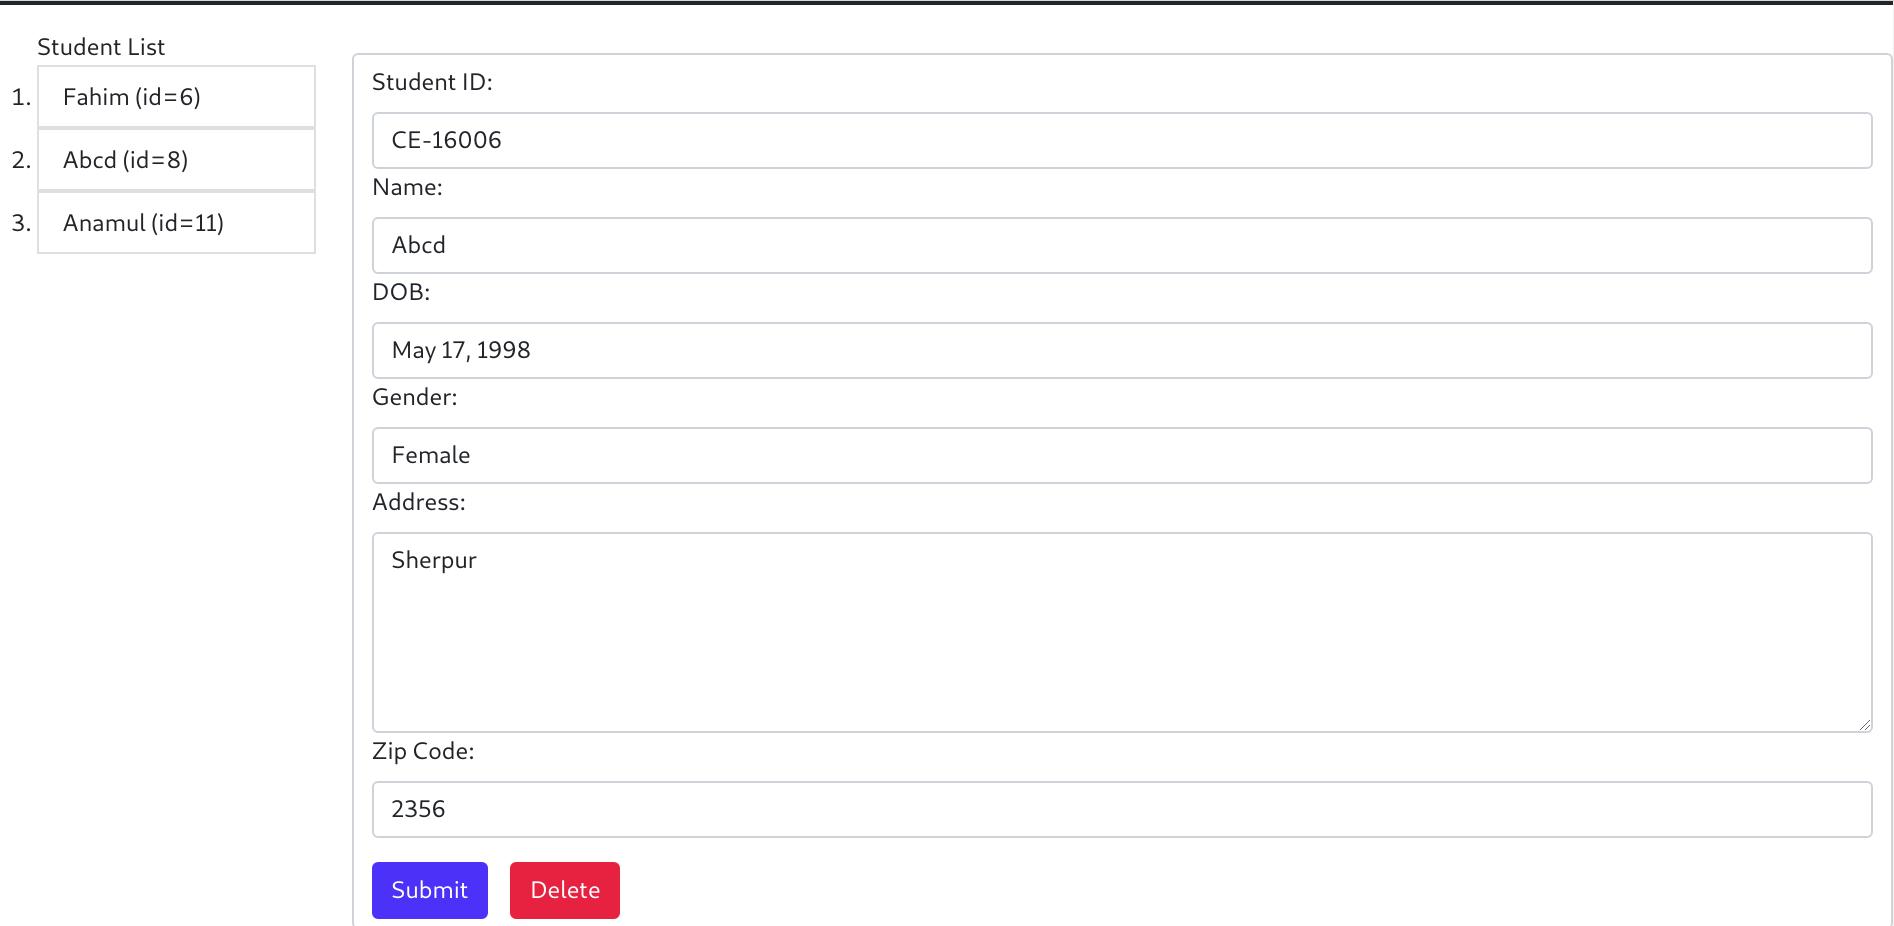 Student List
1. Fahim (id=6)
2. Abcd (id=8)
3. Anamul (id=11)
Student ID:
CE-16006
Name:
Abcd
DOB:
May 17, 1998
Gender:
Female
Address:
Sherpur
Zip Code:
2356
Submit Delete